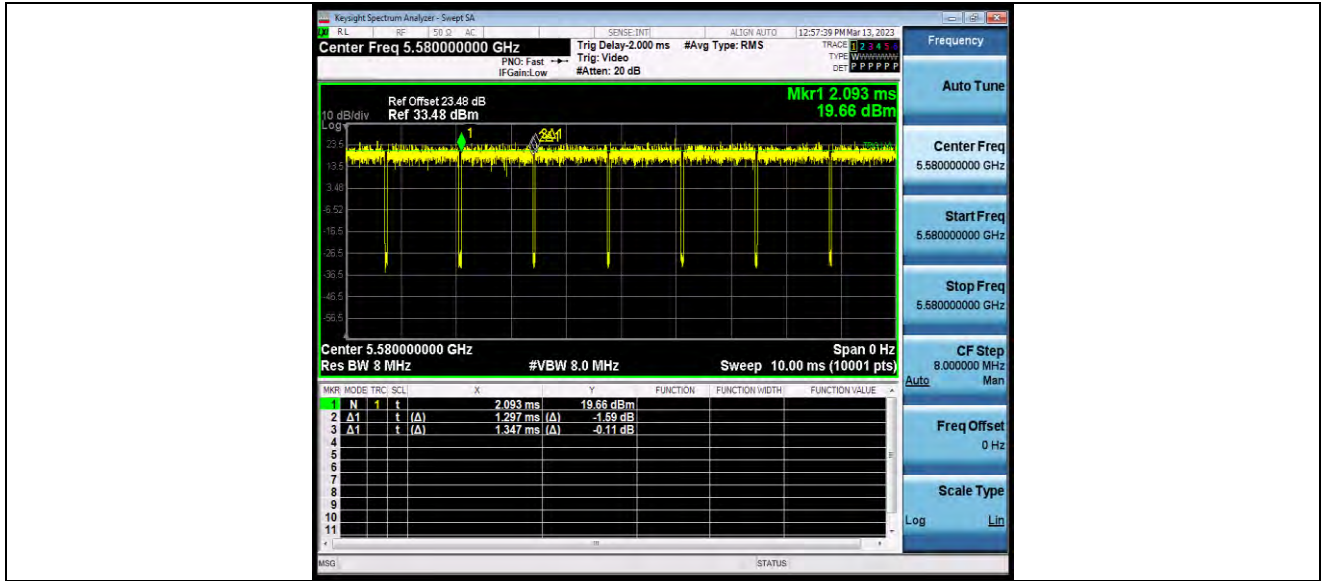 Keysight Spectrum Analyzer - Swept SA
RL RF 50 Ω AC SENSE:INT ALIGN AUTO 12:57:39 PM Mar 13, 2023
Center Freq 5.580000000 GHz
PNO: Fast
IFGain:Low
Trig Delay-2.000 ms
Trig: Video
#Atten: 20 dB
#Avg Type: RMS
TRACE 1 2 3 4 5 6
TYPE WWWWWW
DET P P P P P P
Frequency
Auto Tune
Center Freq
5.580000000 GHz
Start Freq
5.580000000 GHz
Stop Freq
5.580000000 GHz
CF Step
8.000000 MHz
Auto Man
Freq Offset
0 Hz
Scale Type
Log Lin
Mkr1 2.093 ms
19.66 dBm
Ref Offset 23.48 dB
10 dB/div Ref 33.48 dBm
Log
1
23.5
13.5
3.48
-6.52
-16.5
-26.5
-36.5
-46.5
-56.5
Center 5.580000000 GHz Span 0 Hz
Res BW 8 MHz #VBW 8.0 MHz Sweep 10.00 ms (10001 pts)
MKR MODE TRC SCL X Y FUNCTION FUNCTION WIDTH FUNCTION VALUE
1 N 1 t 2.093 ms 19.66 dBm
2 Δ1 t (Δ) 1.297 ms (Δ) -1.59 dB
3 Δ1 t (Δ) 1.347 ms (Δ) -0.11 dB
4
5
6
7
8
9
10
11
MSG STATUS